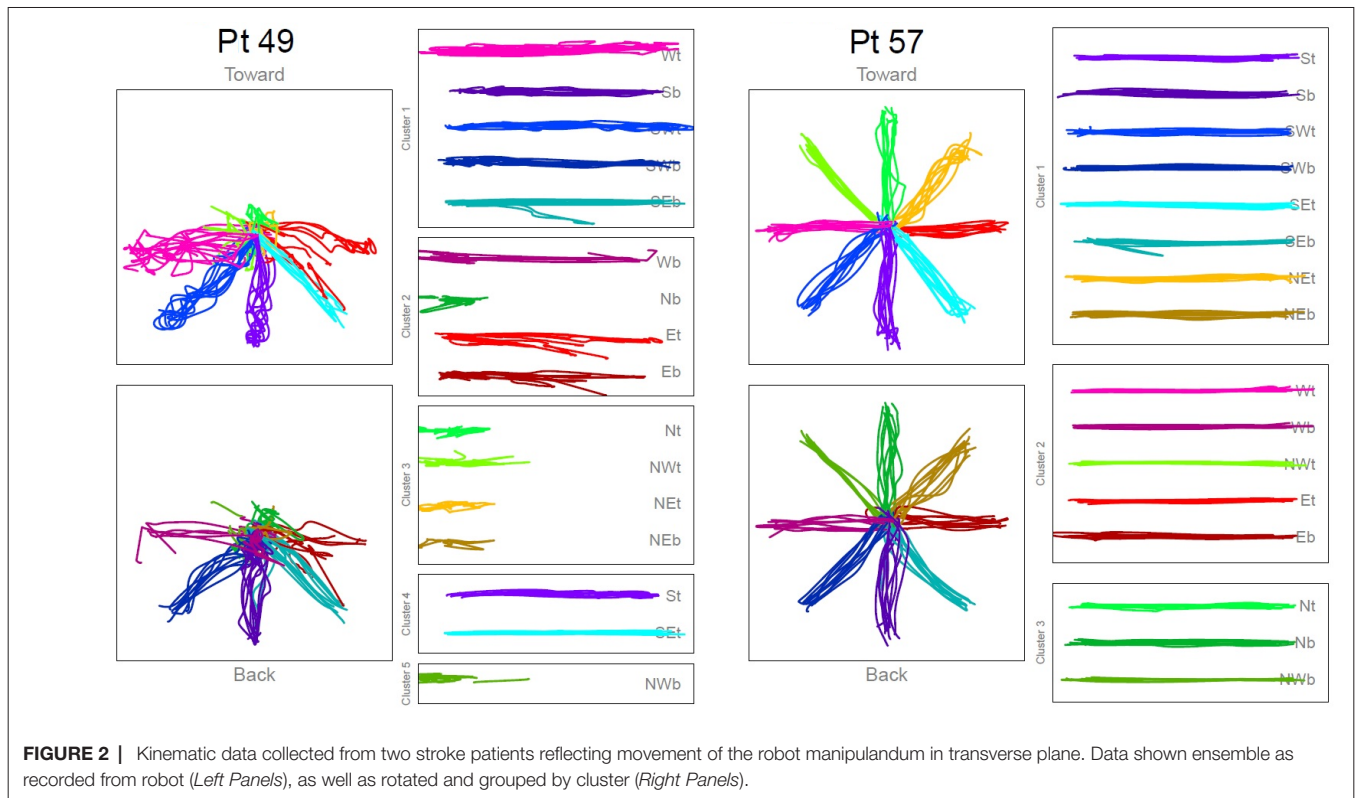 Pt 49
Toward
Back
Cluster 1
Wt
Sb
SWt
SWb
SEb
Cluster 2
Wb
Nb
Et
Eb
Cluster 3
Nt
NWt
NEt
NEb
Cluster 4
St
SEt
Cluster 5
NWb
Pt 57
Toward
Back
Cluster 1
St
Sb
SWt
SWb
SEt
SEb
NEt
NEb
Cluster 2
Wt
Wb
NWt
Et
Eb
Cluster 3
Nt
Nb
NWb
FIGURE 2 | Kinematic data collected from two stroke patients reflecting movement of the robot manipulandum in transverse plane. Data shown ensemble as
recorded from robot (Left Panels), as well as rotated and grouped by cluster (Right Panels).